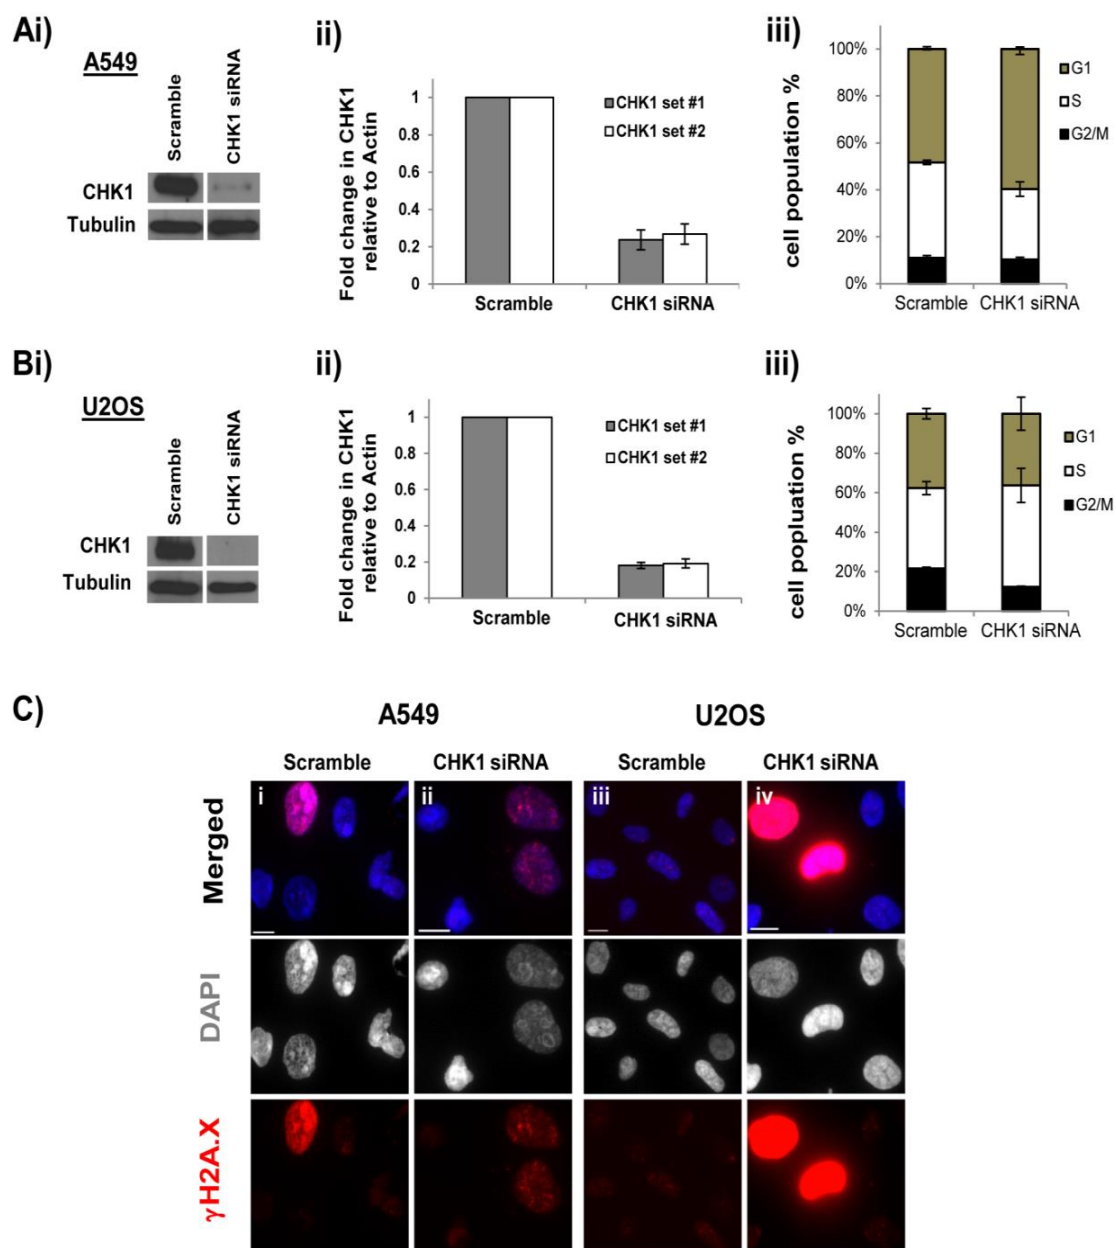 Ai)
A549
Scramble
CHK1 siRNA
CHK1
Tubulin
ii)
Fold change in CHK1
relative to Actin
1
0.8
0.6
0.4
0.2
0
Scramble
CHK1 siRNA
CHK1 set #1
CHK1 set #2
iii)
cell population %
100%
80%
60%
40%
20%
0%
Scramble
CHK1 siRNA
G1
S
G2/M
Bi)
U2OS
Scramble
CHK1 siRNA
CHK1
Tubulin
ii)
Fold change in CHK1
relative to Actin
1
0.8
0.6
0.4
0.2
0
Scramble
CHK1 siRNA
CHK1 set #1
CHK1 set #2
iii)
cell popluation %
100%
80%
60%
40%
20%
0%
Scramble
CHK1 siRNA
G1
S
G2/M
C)
A549
U2OS
Scramble
CHK1 siRNA
Scramble
CHK1 siRNA
Merged
i
ii
iii
iv
DAPI
γH2A.X